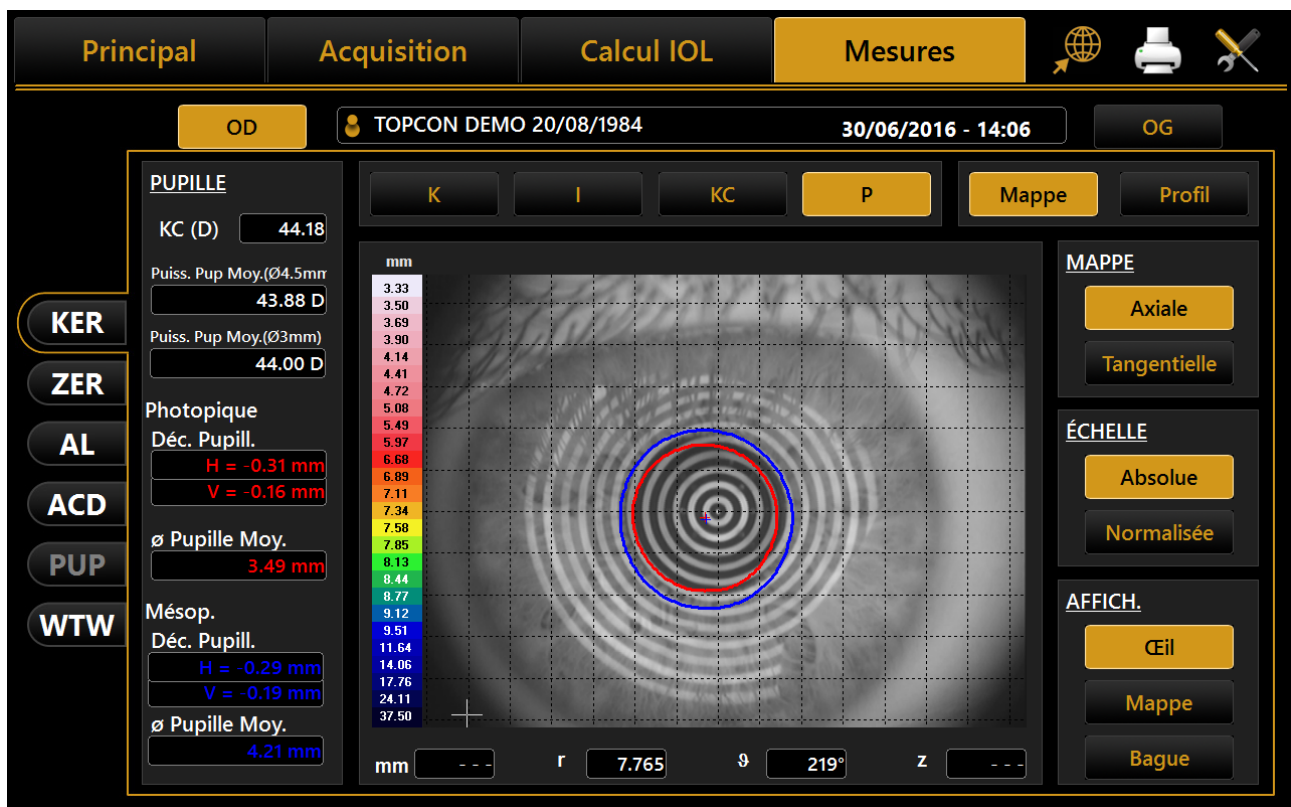 Principal Acquisition Calcul IOL Mesures
OD TOPCON DEMO 20/08/1984 30/06/2016 - 14:06 OG
PUPILLE
KC (D) 44.18
Puiss. Pup Moy.(Ø4.5mm
43.88 D
Puiss. Pup Moy.(Ø3mm)
44.00 D
Photopique
Déc. Pupill.
H = -0.31 mm
V = -0.16 mm
ø Pupille Moy.
3.49 mm
Mésop.
Déc. Pupill.
H = -0.29 mm
V = -0.19 mm
ø Pupille Moy.
4.21 mm
KER
ZER
AL
ACD
PUP
WTW
K I KC P Mappe Profil
mm
3.33
3.50
3.69
3.90
4.14
4.41
4.72
5.08
5.49
5.97
6.68
6.89
7.11
7.34
7.58
7.85
8.13
8.44
8.77
9.12
9.51
11.64
14.06
17.76
24.11
37.50
mm - - - r 7.765 ϑ 219° z - - -
MAPPE
Axiale
Tangentielle
ÉCHELLE
Absolue
Normalisée
AFFICH.
Œil
Mappe
Bague